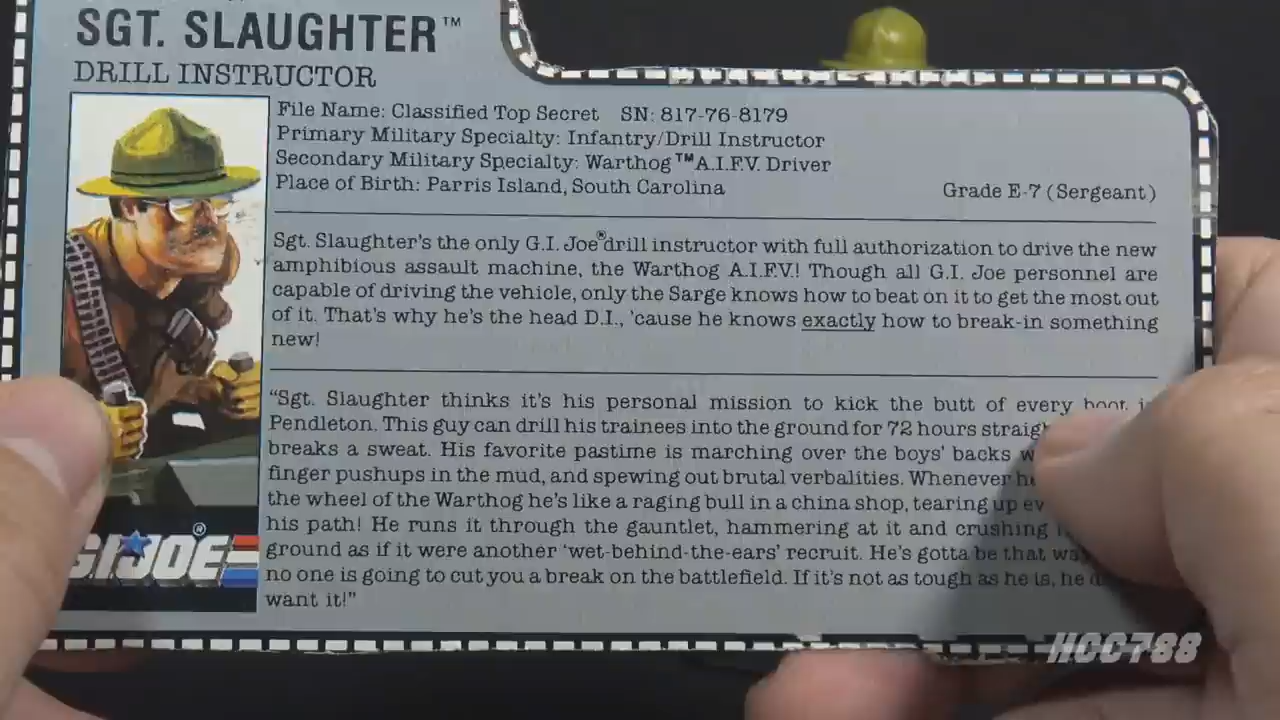 SGT. SLAUGHTER™
DRILL INSTRUCTOR
File Name: Classified Top Secret SN: 817-76-8179
Primary Military Specialty: Infantry/Drill Instructor
Secondary Military Specialty: Warthog™A.I.F.V. Driver
Place of Birth: Parris Island, South Carolina
Grade E-7 (Sergeant)
Sgt. Slaughter's the only G.I. Joe® drill instructor with full authorization to drive the new
amphibious assault machine, the Warthog A.I.F.V.! Though all G.I. Joe personnel are
capable of driving the vehicle, only the Sarge knows how to beat on it to get the most out
of it. That's why he's the head D.I., 'cause he knows exactly how to break-in something
new!
"Sgt. Slaughter thinks it's his personal mission to kick the butt of every boot
Pendleton. This guy can drill his trainees into the ground for 72 hours
breaks a sweat. His favorite pastime is marching over the boys' backs
finger pushups in the mud, and spewing out brutal verbalities. Whenever
the wheel of the Warthog he's like a raging bull in a china shop, tearing up
his path! He runs it through the gauntlet, hammering at it and crushing
ground as if it were another 'wet-behind-the-ears' recruit. He's gotta be that
no one is going to cut you a break on the battlefield. If it's not as tough as he is, he
want it!"
GI JOE®
HCC788